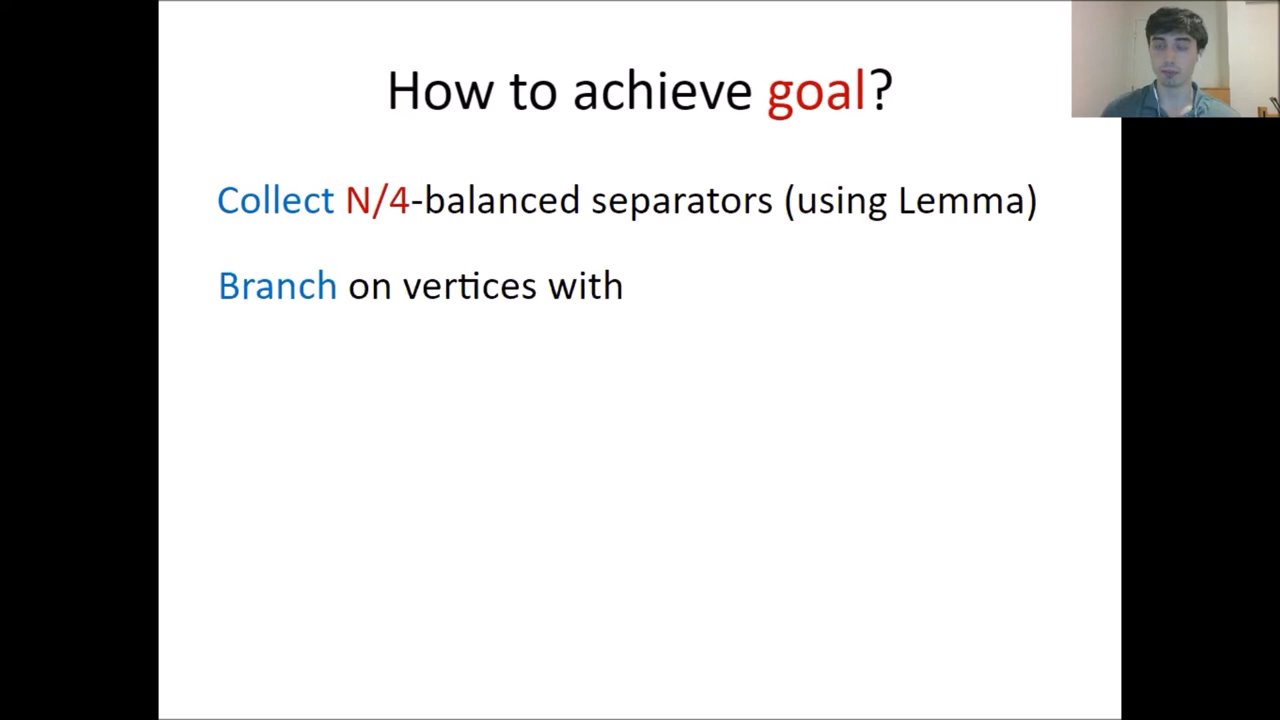 How to achieve goal?
Collect N/4-balanced separators (using Lemma)
Branch on vertices with